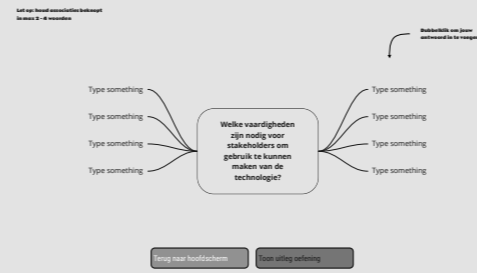 Let op: houd associaties beknopt
in max 2 - 6 woorden
Dubbelklik om jouw
antwoord in te voegen
Type something
Type something
Type something
Type something
Welke vaardigheden
zijn nodig voor
stakeholders om
gebruik te kunnen
maken van de
technologie?
Type something
Type something
Type something
Type something
Terug naar hoofdscherm
Toon uitleg oefening